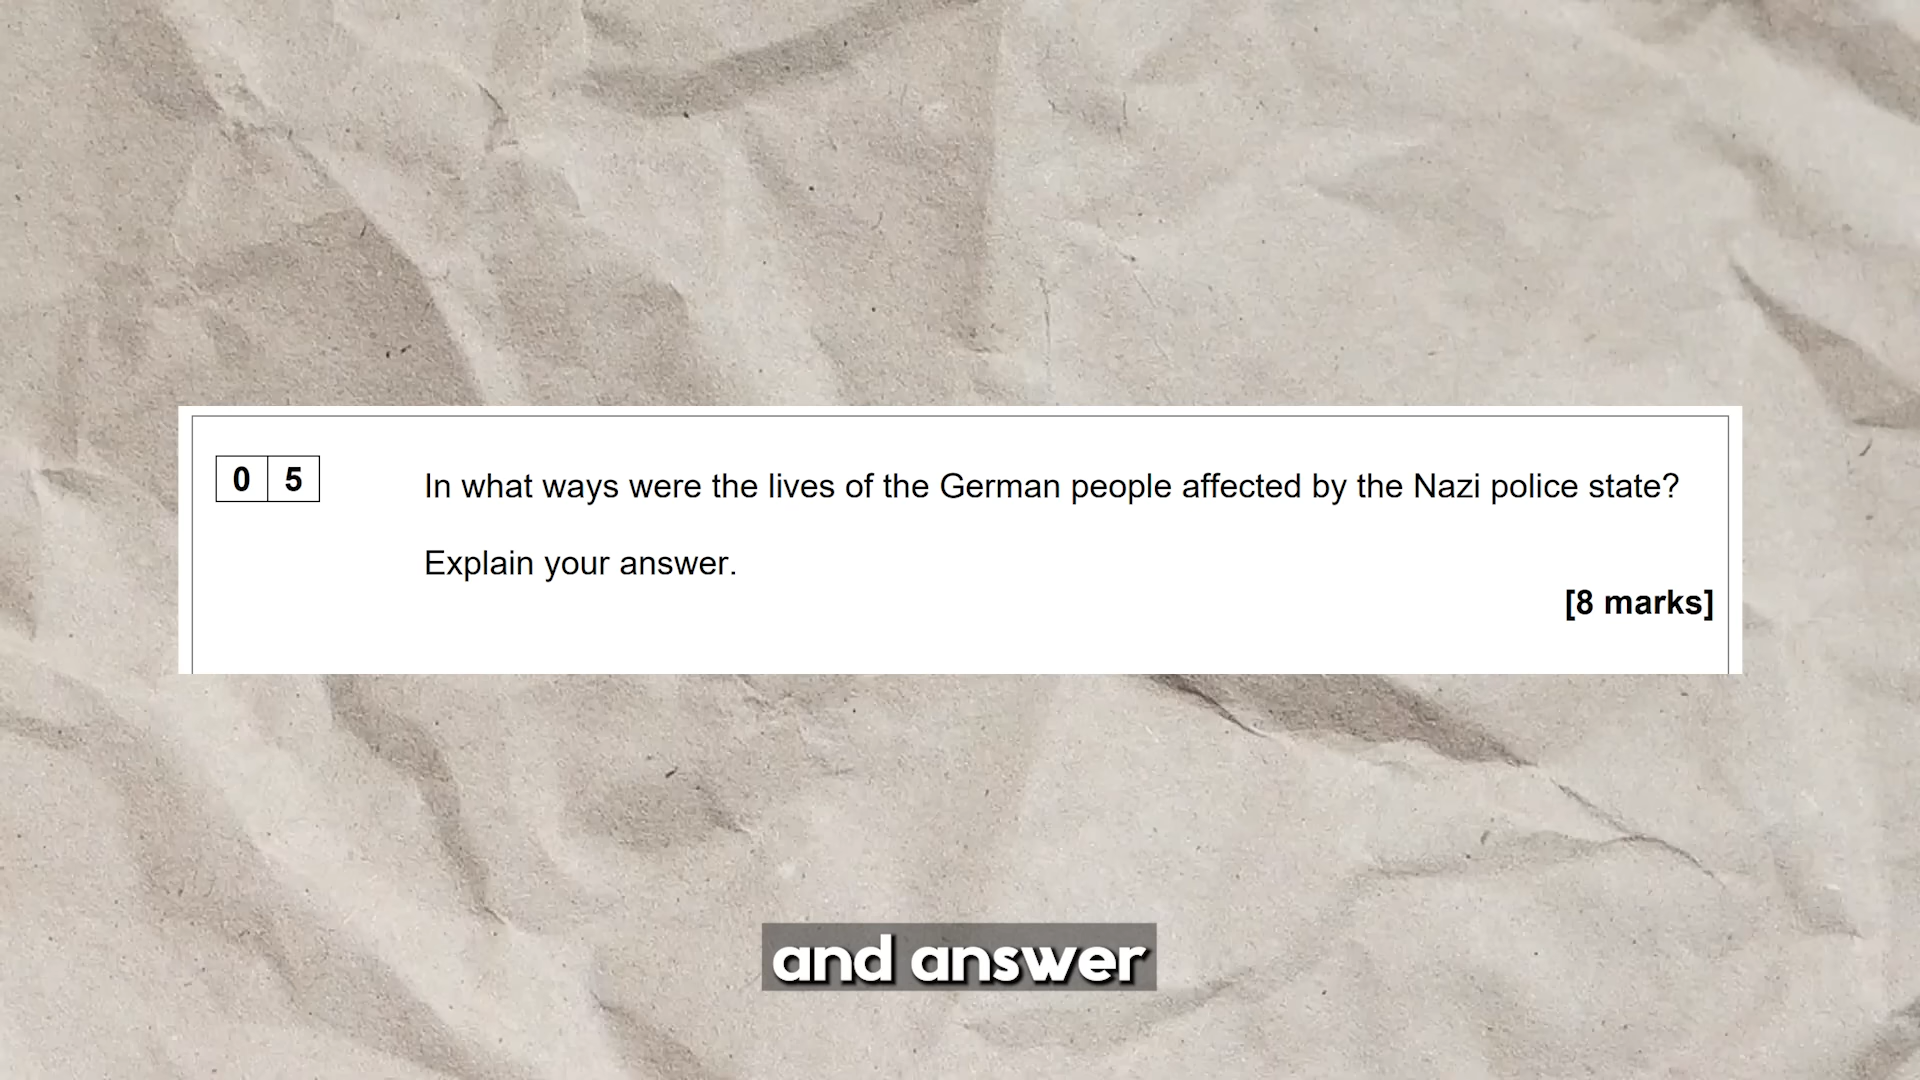 0 5
In what ways were the lives of the German people affected by the Nazi police state?
Explain your answer.
[8 marks]
and answer